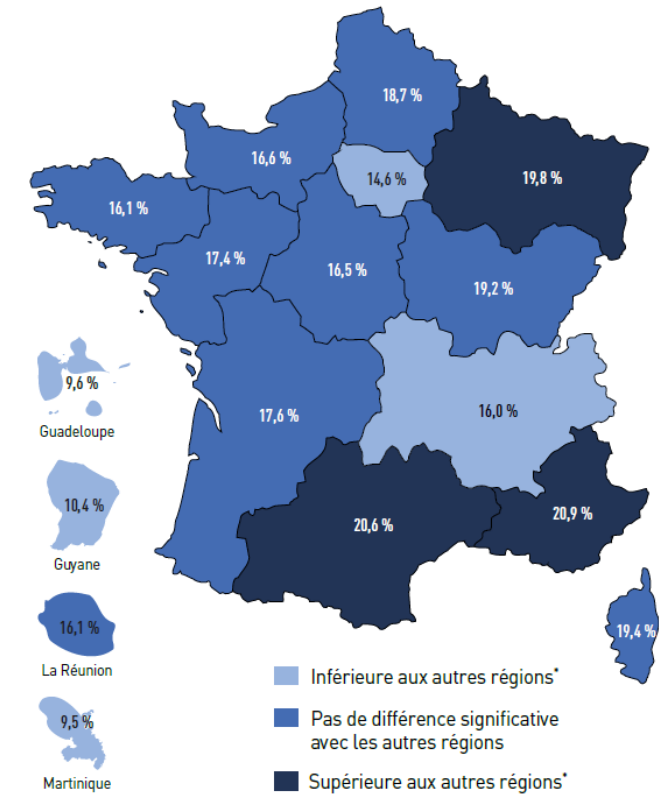 18,7 %
16,6 %
14,6 %
19,8 %
16,1 %
17,4 %
16,5 %
19,2 %
9,6 %
Guadeloupe
17,6 %
16,0 %
10,4 %
Guyane
20,6 %
20,9 %
16,1 %
La Réunion
19,4 %
9,5 %
Martinique
Inférieure aux autres régions*
Pas de différence significative
avec les autres régions
Supérieure aux autres régions*